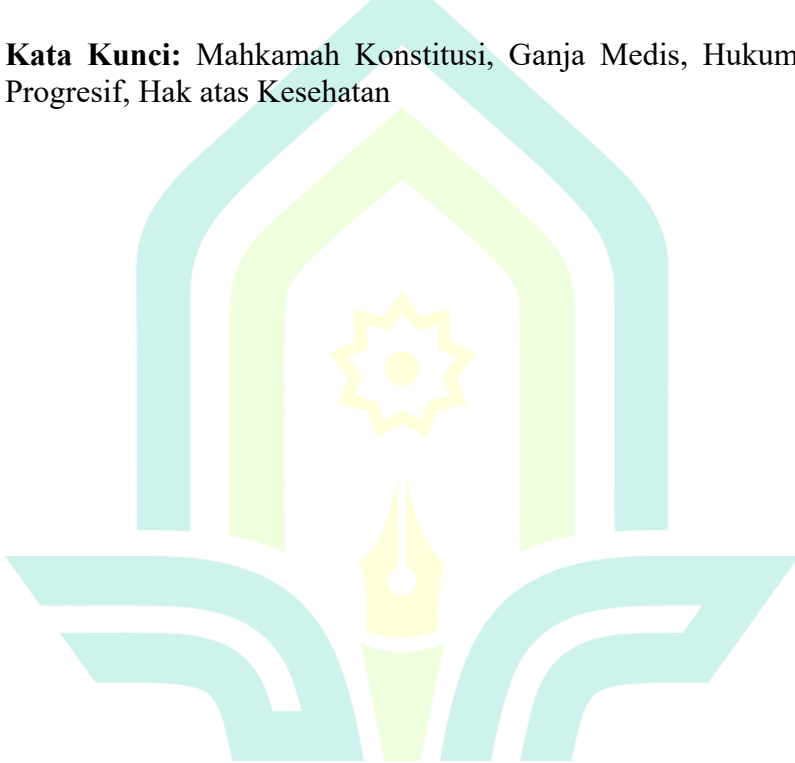 Kata Kunci: Mahkamah Konstitusi, Ganja Medis, Hukum
Progresif, Hak atas Kesehatan